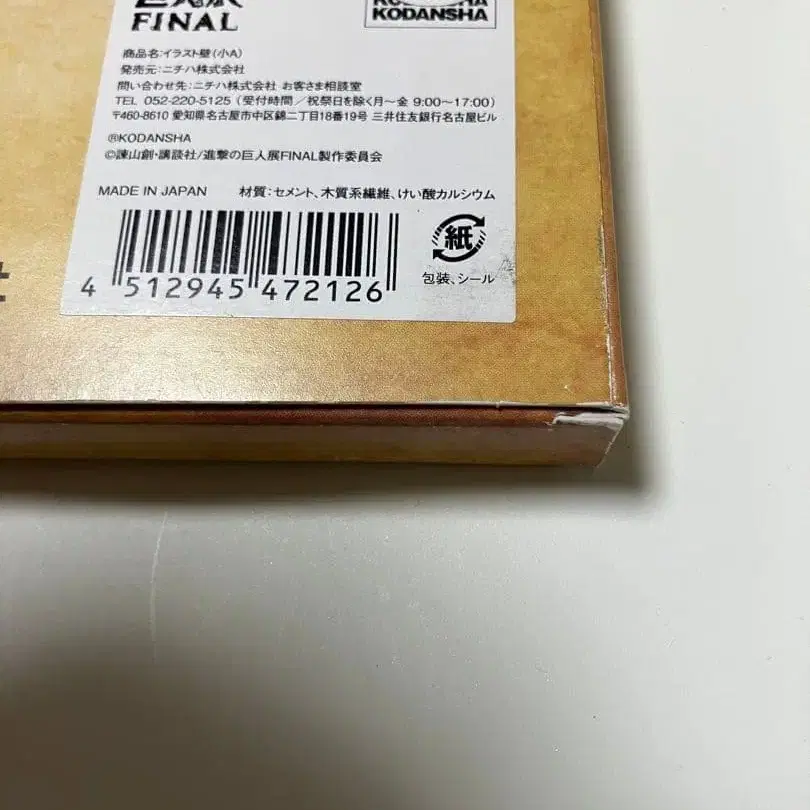 FINAL
KODANSHA
商品名:イラスト壁(小A)
発売元:ニチハ株式会社
問い合わせ先:ニチハ株式会社 お客さま相談室
TEL 052-220-5125 (受付時間/祝祭日を除く月〜金 9:00〜17:00)
〒460-8610 愛知県名古屋市中区錦二丁目18番19号 三井住友銀行名古屋ビル
®KODANSHA
©諫山創・講談社/進撃の巨人展FINAL製作委員会
MADE IN JAPAN 材質:セメント、木質系繊維、けい酸カルシウム
紙
4 512945 472126
包装、シール